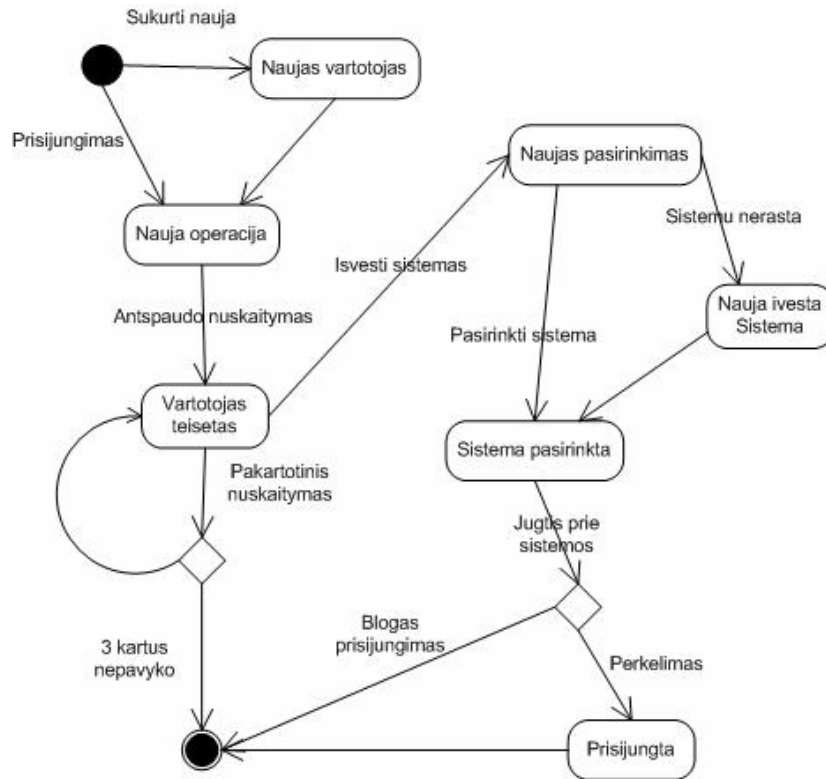 Sukurti nauja
Naujas vartotojas
Prisijungimas
Naujas pasirinkimas
Nauja operacija
Sistemu nerasta
Isvesti sistemas
Antspaudo nuskaitymas
Nauja ivesta
Sistema
Pasirinkti sistema
Vartotojas
teisetas
Sistema pasirinkta
Pakartotinis
nuskaitymas
Jugtis prie
sistemos
3 kartus
nepavyko
Blogas
prisijungimas
Perkelimas
Prisijungta